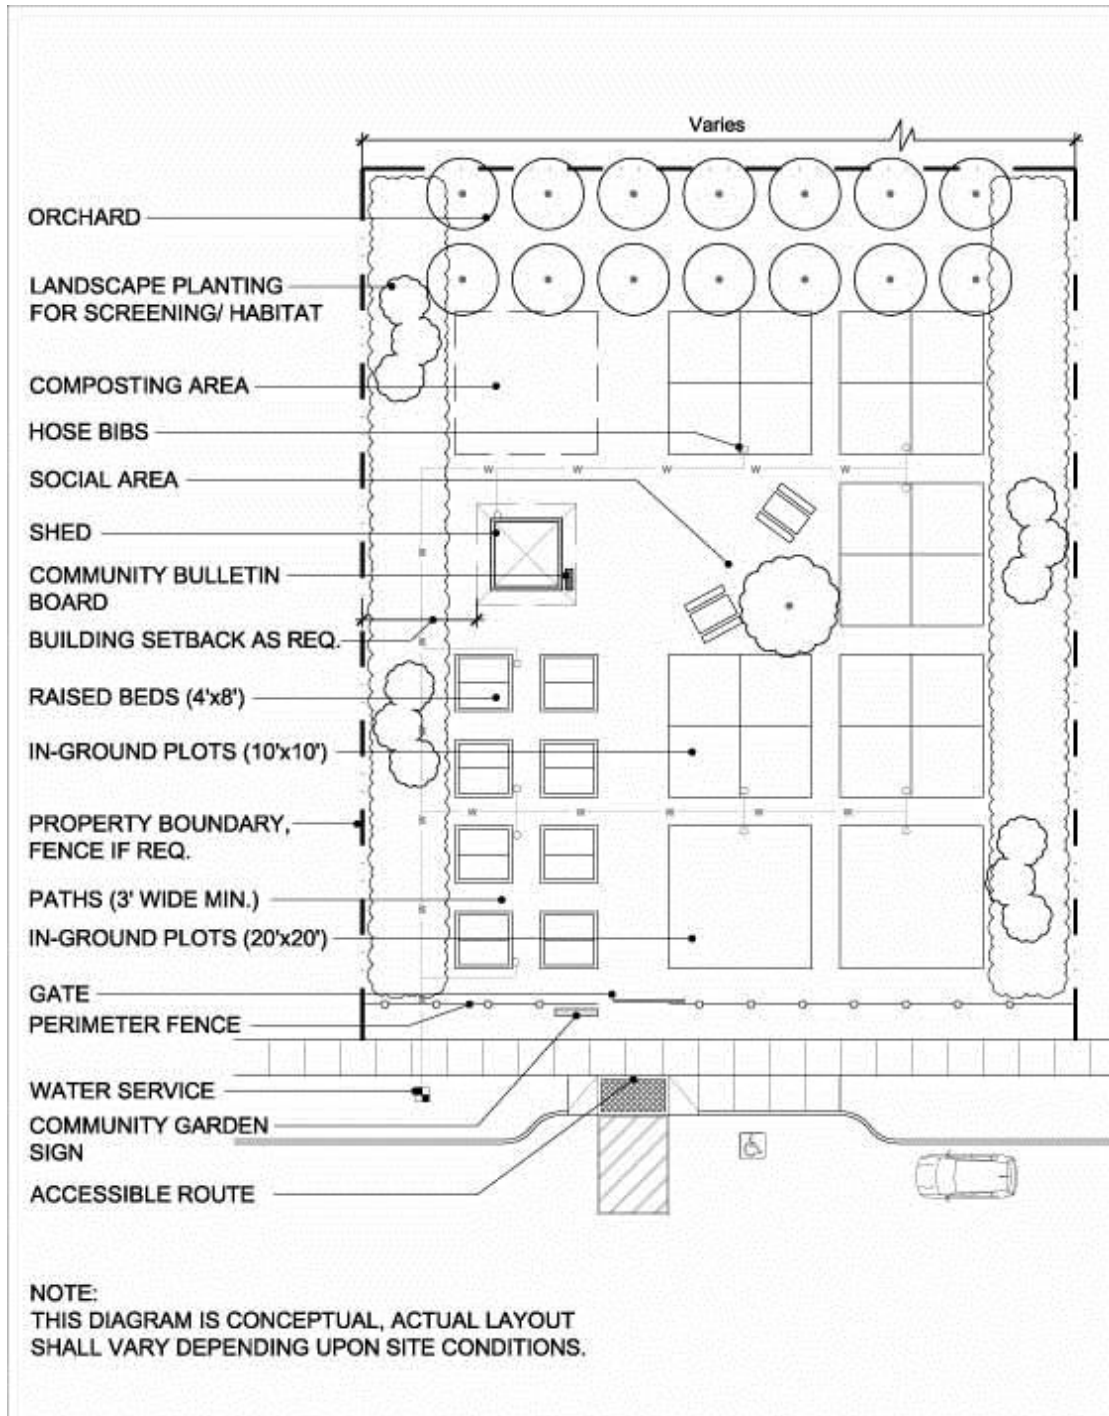 Varies
ORCHARD
LANDSCAPE PLANTING
FOR SCREENING/ HABITAT
COMPOSTING AREA
HOSE BIBS
W W W W W
SOCIAL AREA
SHED
W
COMMUNITY BULLETIN
BOARD
BUILDING SETBACK AS REQ.
W
RAISED BEDS (4'x8')
W
IN-GROUND PLOTS (10'x10')
PROPERTY BOUNDARY,
FENCE IF REQ.
W W W W W W
PATHS (3' WIDE MIN.)
W
IN-GROUND PLOTS (20'x20')
GATE
W
PERIMETER FENCE
WATER SERVICE
COMMUNITY GARDEN
SIGN
ACCESSIBLE ROUTE
NOTE:
THIS DIAGRAM IS CONCEPTUAL, ACTUAL LAYOUT
SHALL VARY DEPENDING UPON SITE CONDITIONS.